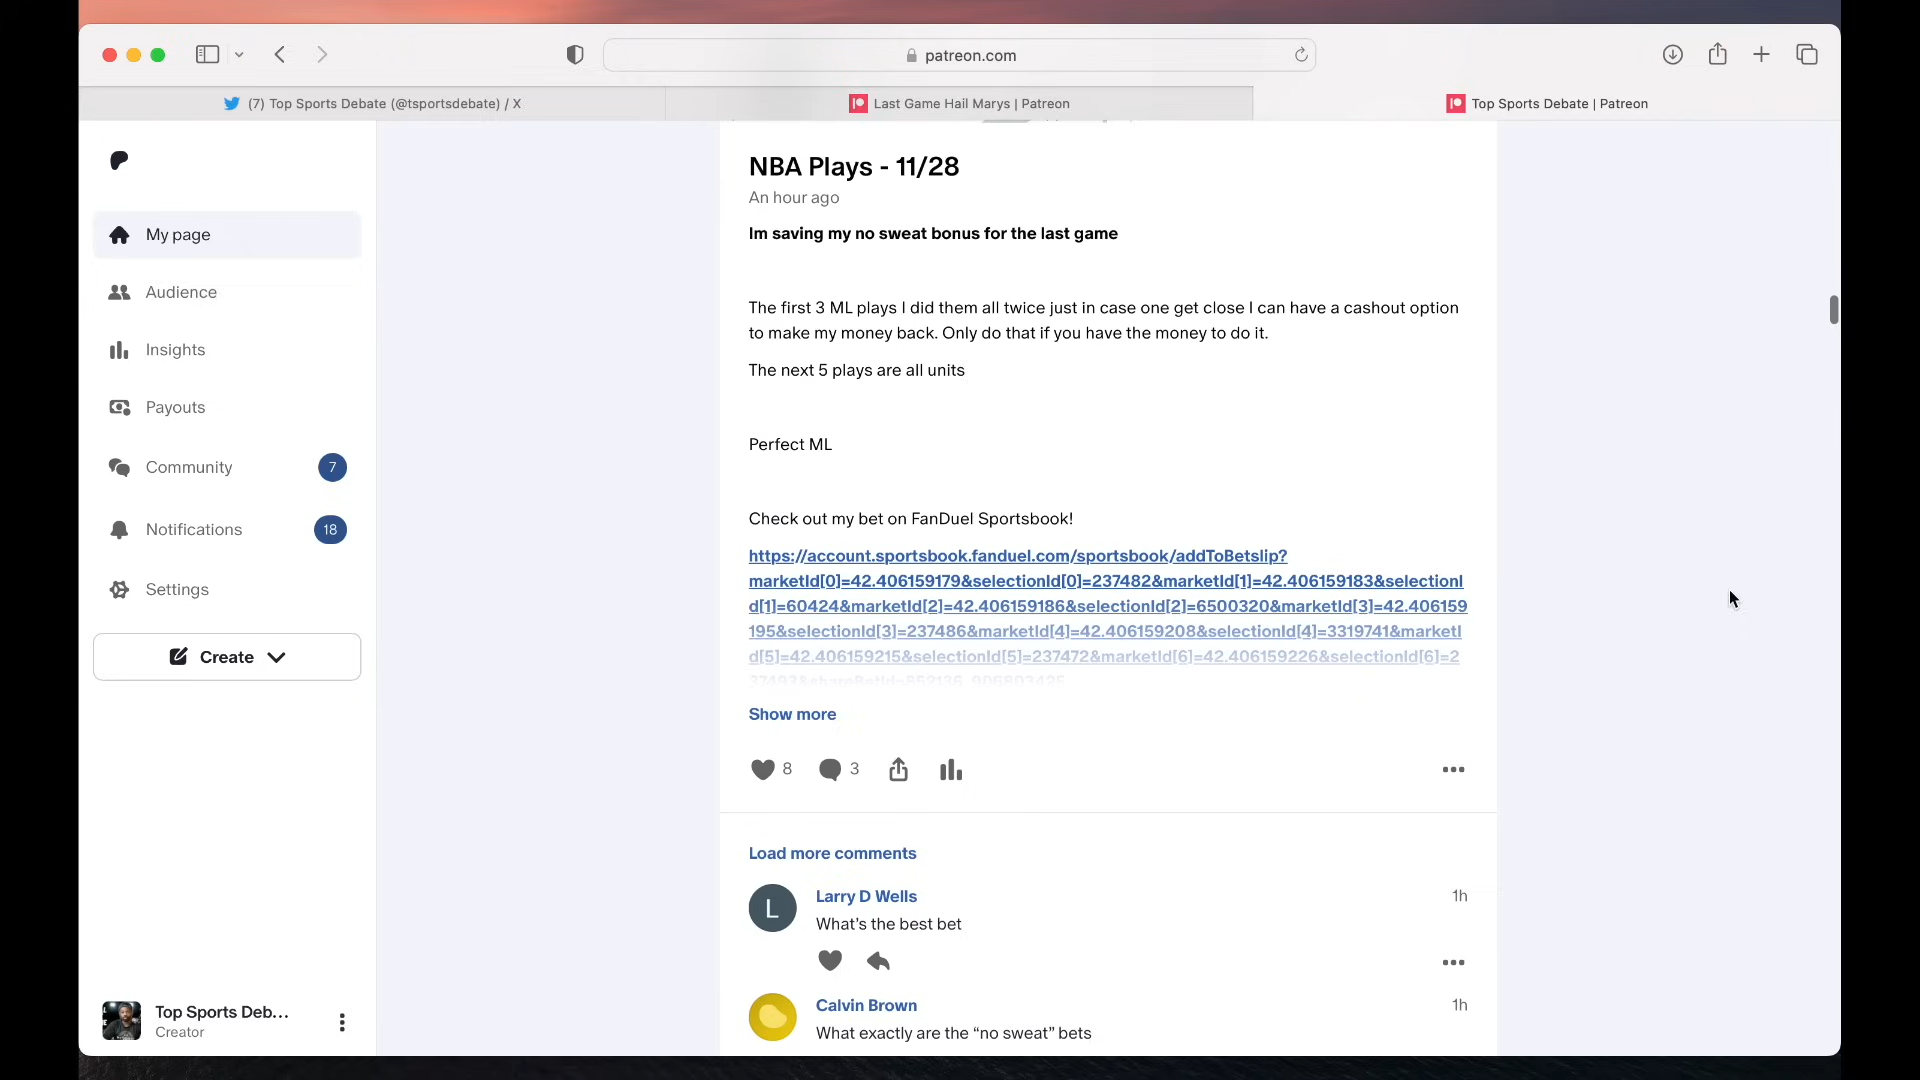 patreon.com
(7) Top Sports Debate (@tsportsdebate) / X
Last Game Hail Marys | Patreon
Top Sports Debate | Patreon
My page
Audience
Insights
Payouts
Community 7
Notifications 18
Settings
Create
Top Sports Deb...
Creator
NBA Plays - 11/28
An hour ago
Im saving my no sweat bonus for the last game
The first 3 ML plays I did them all twice just in case one get close I can have a cashout option
to make my money back. Only do that if you have the money to do it.
The next 5 plays are all units
Perfect ML
Check out my bet on FanDuel Sportsbook!
https://account.sportsbook.fanduel.com/sportsbook/addToBetslip?
marketId[0]=42.406159179&selectionId[0]=237482&marketId[1]=42.406159183&selectionI
d[1]=60424&marketId[2]=42.406159186&selectionId[2]=6500320&marketId[3]=42.406159
195&selectionId[3]=237486&marketId[4]=42.406159208&selectionId[4]=3319741&marketI
d[5]=42.406159215&selectionId[5]=237472&marketId[6]=42.406159226&selectionId[6]=2
Show more
8 3
Load more comments
L
Larry D Wells 1h
What's the best bet
Calvin Brown 1h
What exactly are the “no sweat” bets